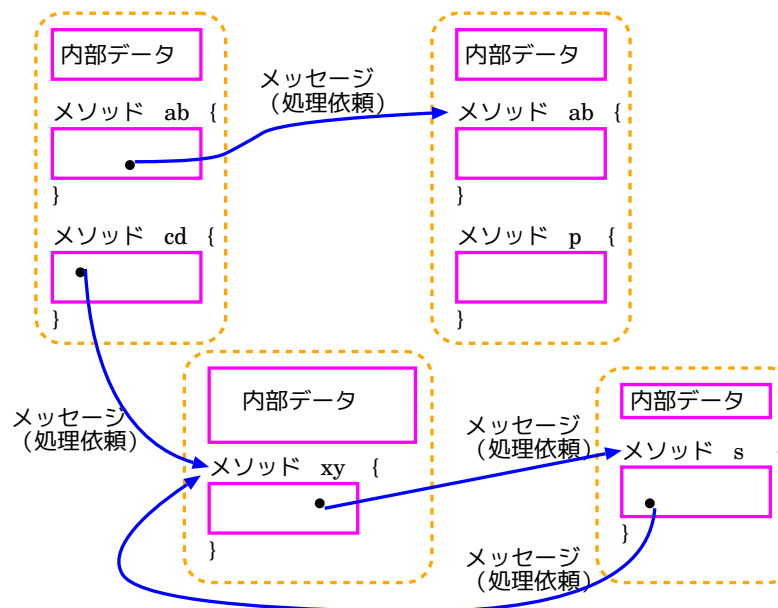 内部データ
メソッド ab {
}
メソッド cd {
}
メッセージ
(処理依頼)
内部データ
メソッド ab {
}
メソッド p {
}
メッセージ
(処理依頼)
内部データ
メソッド xy {
}
メッセージ
(処理依頼)
内部データ
メソッド s {
}
メッセージ
(処理依頼)